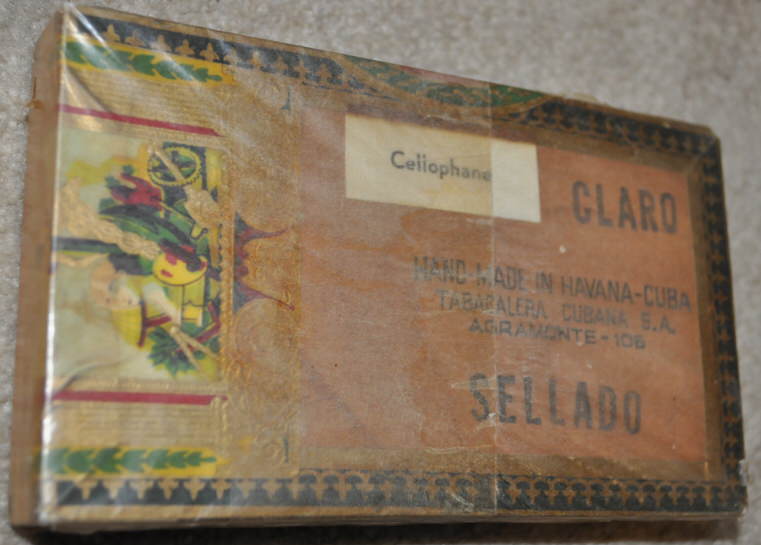 Cellophane
CLARO
HAND-MADE IN HAVANA-CUBA
TABACALERA CUBANA S.A.
AGRAMONTE-106
SELLADO